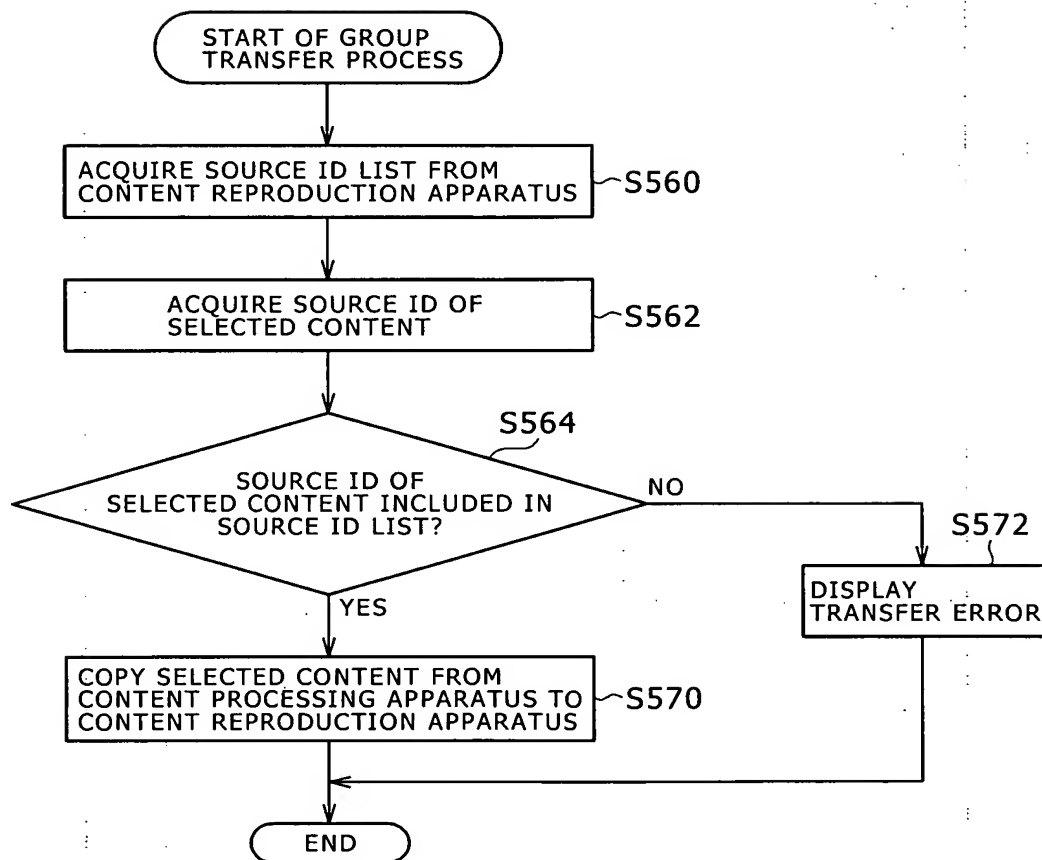 START OF GROUP
TRANSFER PROCESS
ACQUIRE SOURCE ID LIST FROM
CONTENT REPRODUCTION APPARATUS
S560
ACQUIRE SOURCE ID OF
SELECTED CONTENT
S562
S564
SOURCE ID OF
SELECTED CONTENT INCLUDED IN
SOURCE ID LIST?
NO
YES
S572
DISPLAY
TRANSFER ERROR
COPY SELECTED CONTENT FROM
CONTENT PROCESSING APPARATUS TO
CONTENT REPRODUCTION APPARATUS
S570
END